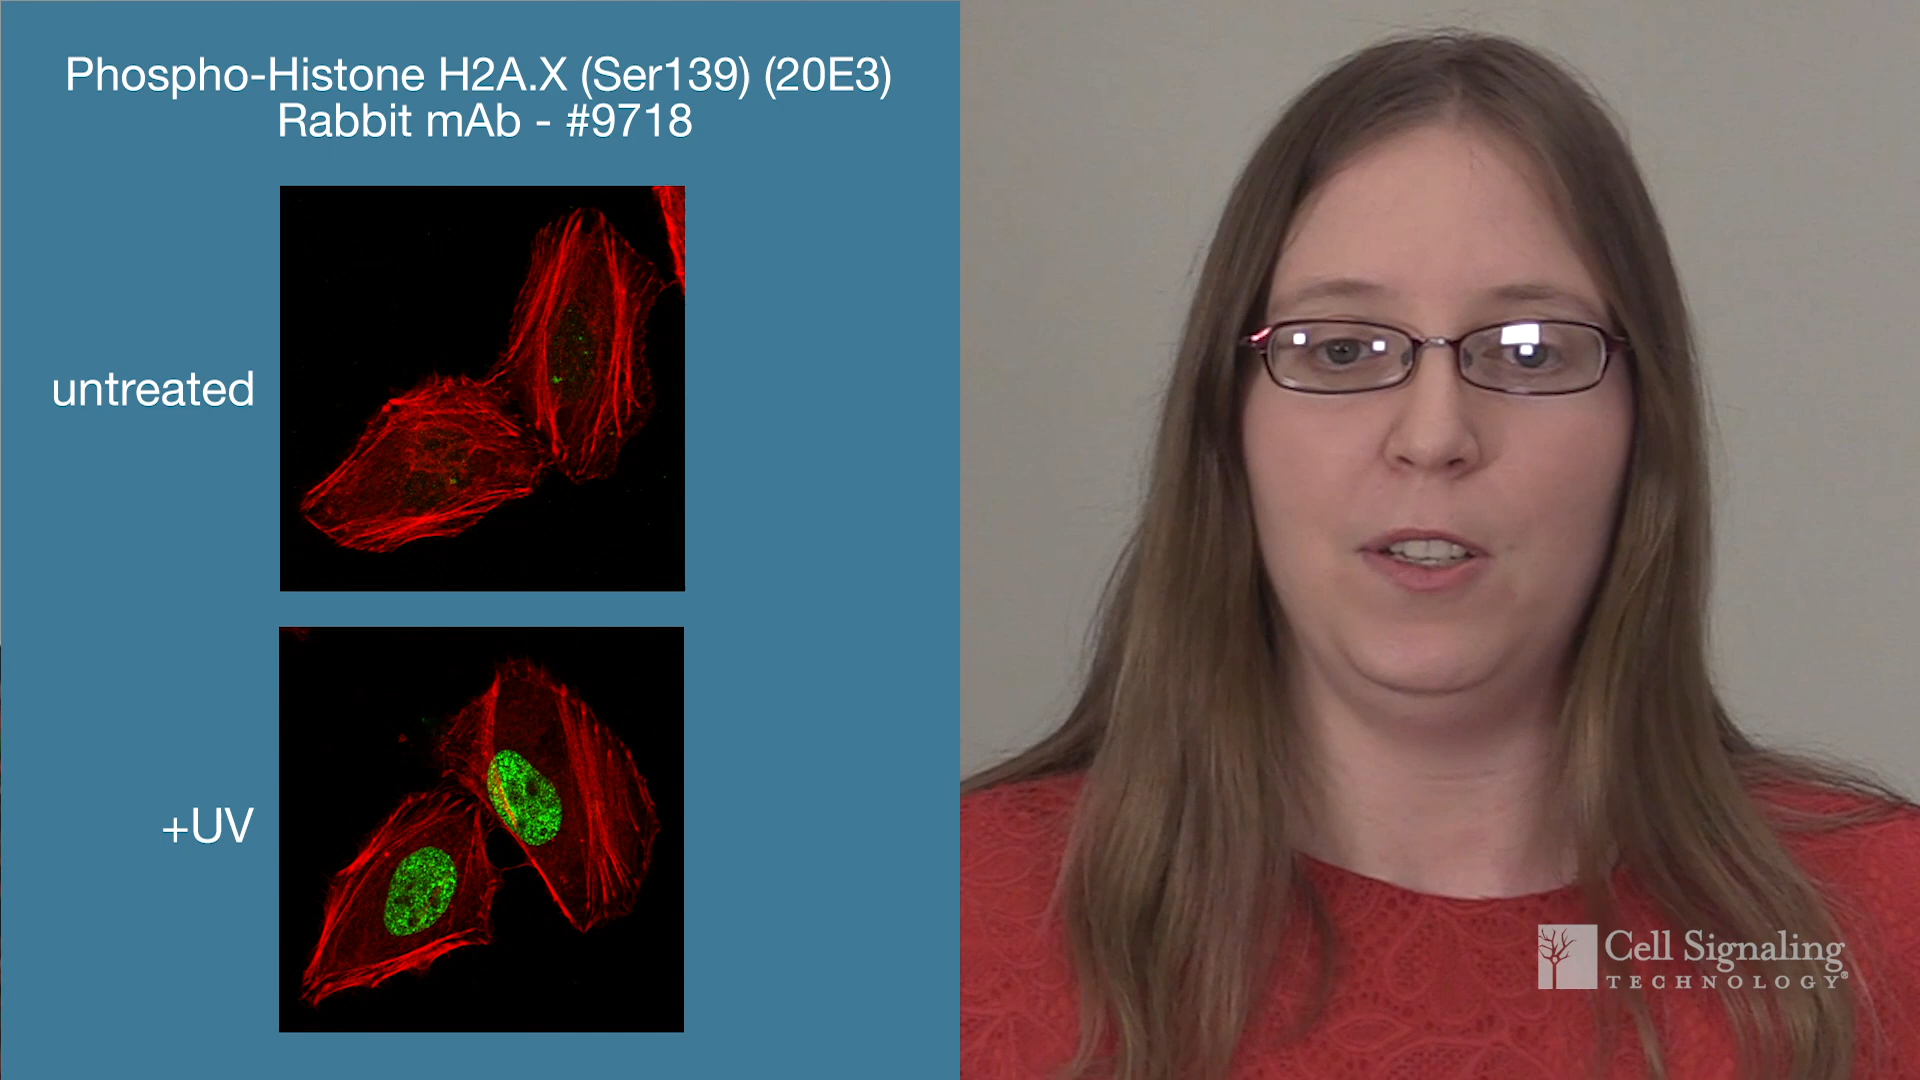 Phospho-Histone H2A.X (Ser139) (20E3)
Rabbit mAb - #9718
untreated
+UV
Cell Signaling
TECHNOLOGY®